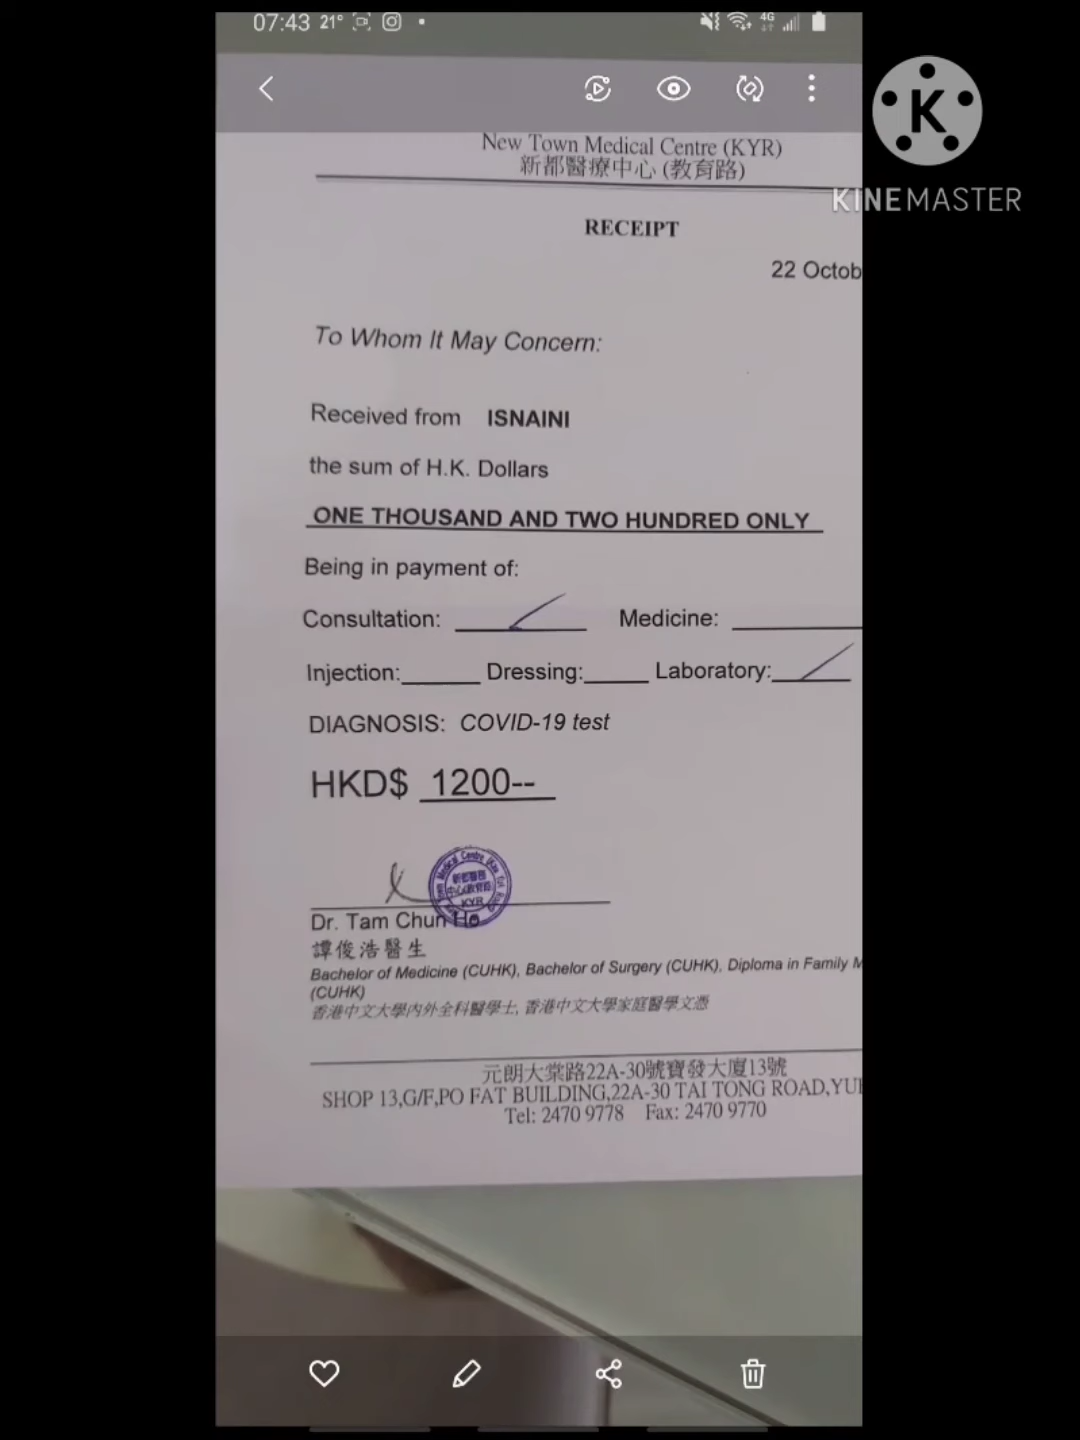 07:43 21°
4G
K
KINEMASTER
New Town Medical Centre (KYR)
新都醫療中心 (教育路)
RECEIPT
22 Octob
To Whom It May Concern:
Received from ISNAINI
the sum of H.K. Dollars
ONE THOUSAND AND TWO HUNDRED ONLY
Being in payment of:
Consultation: Medicine:
Injection: Dressing: Laboratory:
DIAGNOSIS: COVID-19 test
HKD$ 1200--
Dr. Tam Chun Ho
譚俊浩醫生
Bachelor of Medicine (CUHK), Bachelor of Surgery (CUHK), Diploma in Family M
(CUHK)
香港中文大學內外全科醫學士, 香港中文大學家庭醫學文憑
元朗大棠路22A-30號寶發大廈13號
SHOP 13,G/F,PO FAT BUILDING,22A-30 TAI TONG ROAD,YUE
Tel: 2470 9778 Fax: 2470 9770